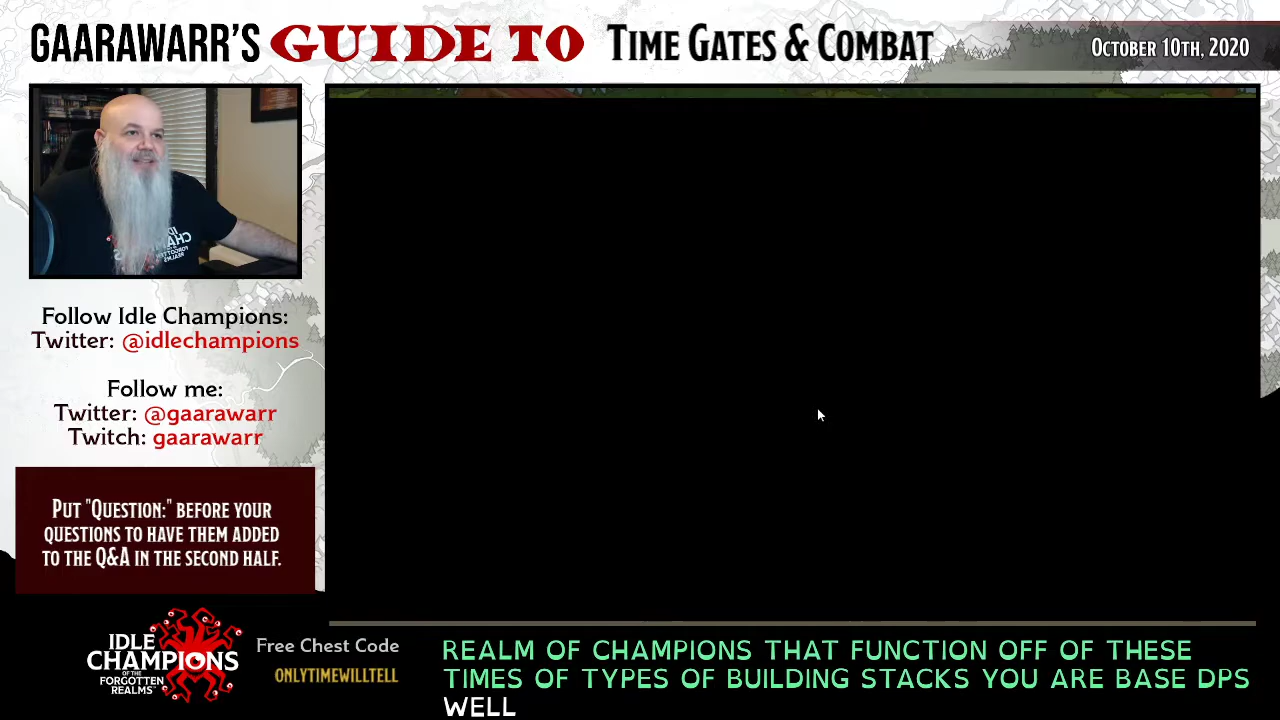 GAARAWARR'S GUIDE TO TIME GATES & COMBAT
OCTOBER 10TH, 2020
Follow Idle Champions:
Twitter: @idlechampions
Follow me:
Twitter: @gaarawarr
Twitch: gaarawarr
PUT "QUESTION:" BEFORE YOUR
QUESTIONS TO HAVE THEM ADDED
TO THE Q&A IN THE SECOND HALF.
IDLE
CHAMPIONS
OF THE
FORGOTTEN
REALMS
Free Chest Code
ONLYTIMEWILLTELL
REALM OF CHAMPIONS THAT FUNCTION OFF OF THESE
TIMES OF TYPES OF BUILDING STACKS YOU ARE BASE DPS
WELL